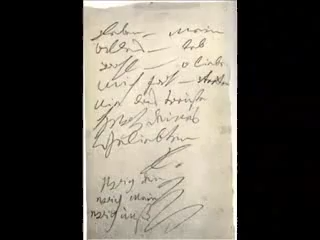 Leben – mein
alles – leb
wohl – o liebe
mich fort – verken
nie das treuste
Herz deines
Geliebten
L.
ewig dein
ewig mein
ewig unß